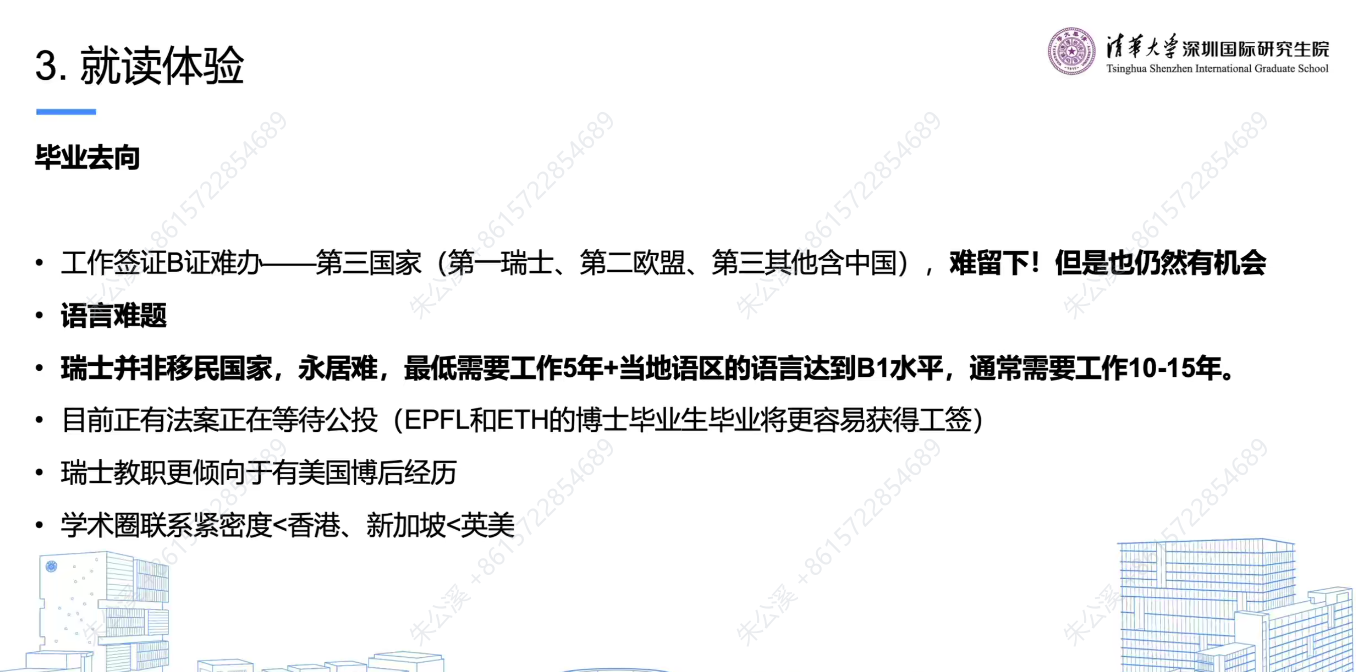 3. 就读体验
清华大学深圳国际研究生院
Tsinghua Shenzhen International Graduate School
毕业去向
• 工作签证B证难办——第三国家（第一瑞士、第二欧盟、第三其他含中国），难留下！但是也仍然有机会
• 语言难题
• 瑞士并非移民国家，永居难，最低需要工作5年+当地语区的语言达到B1水平，通常需要工作10-15年。
• 目前正有法案正在等待公投（EPFL和ETH的博士毕业生毕业将更容易获得工签）
• 瑞士教职更倾向于有美国博后经历
• 学术圈联系紧密度<香港、新加坡<英美
朱公溪 +8615722854689